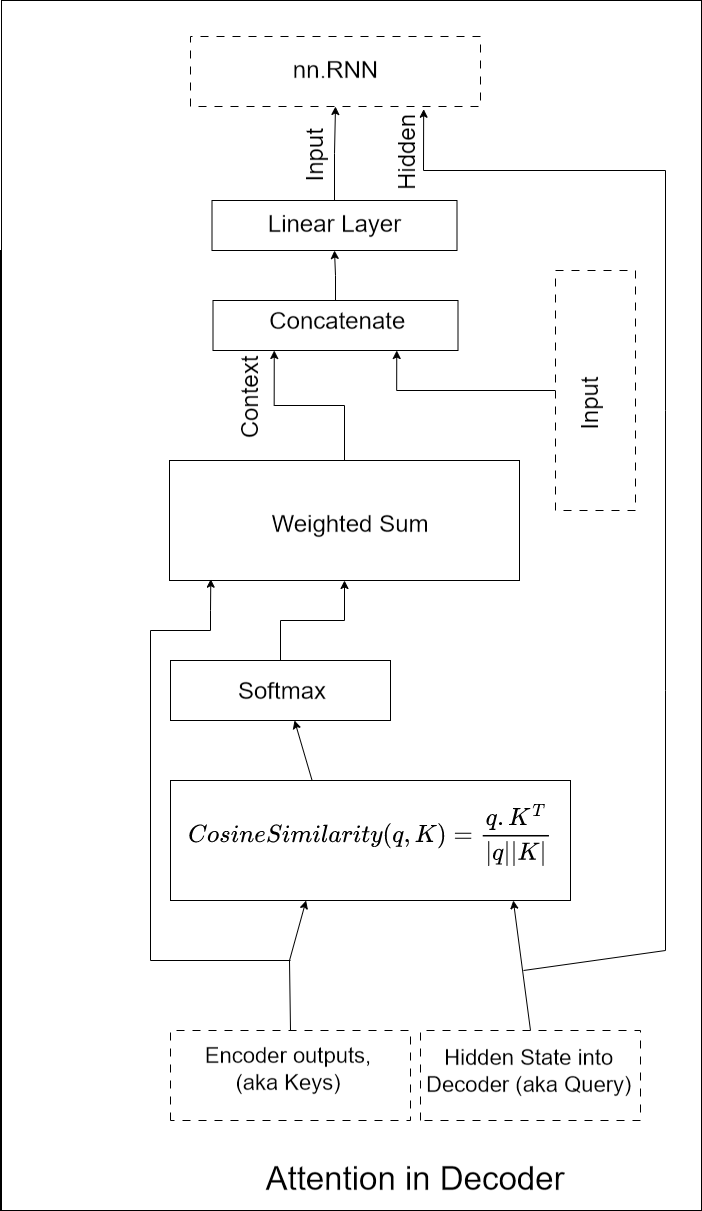 nn.RNN
Input
Hidden
Linear Layer
Concatenate
Context
Input
Weighted Sum
Softmax
CosineSimilarity(q, K) = q.K^T / |q||K|
Encoder outputs,
(aka Keys)
Hidden State into
Decoder (aka Query)
Attention in Decoder